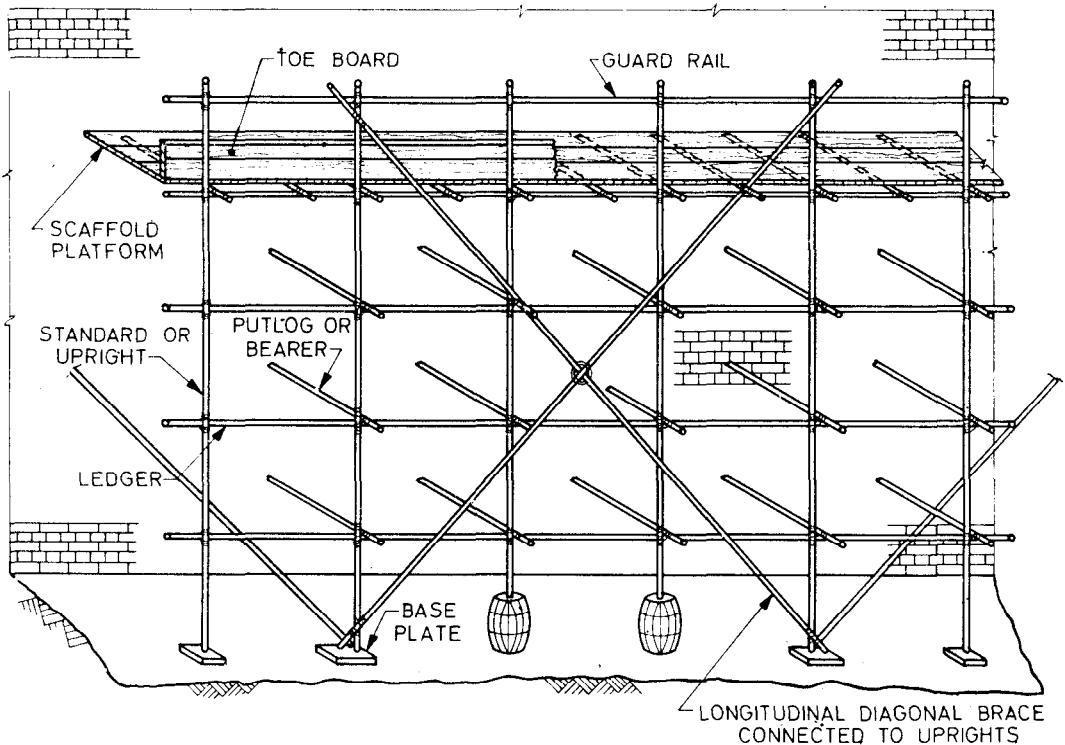 TOE BOARD
GUARD RAIL
SCAFFOLD
PLATFORM
STANDARD OR
UPRIGHT
PUTLOG OR
BEARER
LEDGER
BASE
PLATE
LONGITUDINAL DIAGONAL BRACE
CONNECTED TO UPRIGHTS